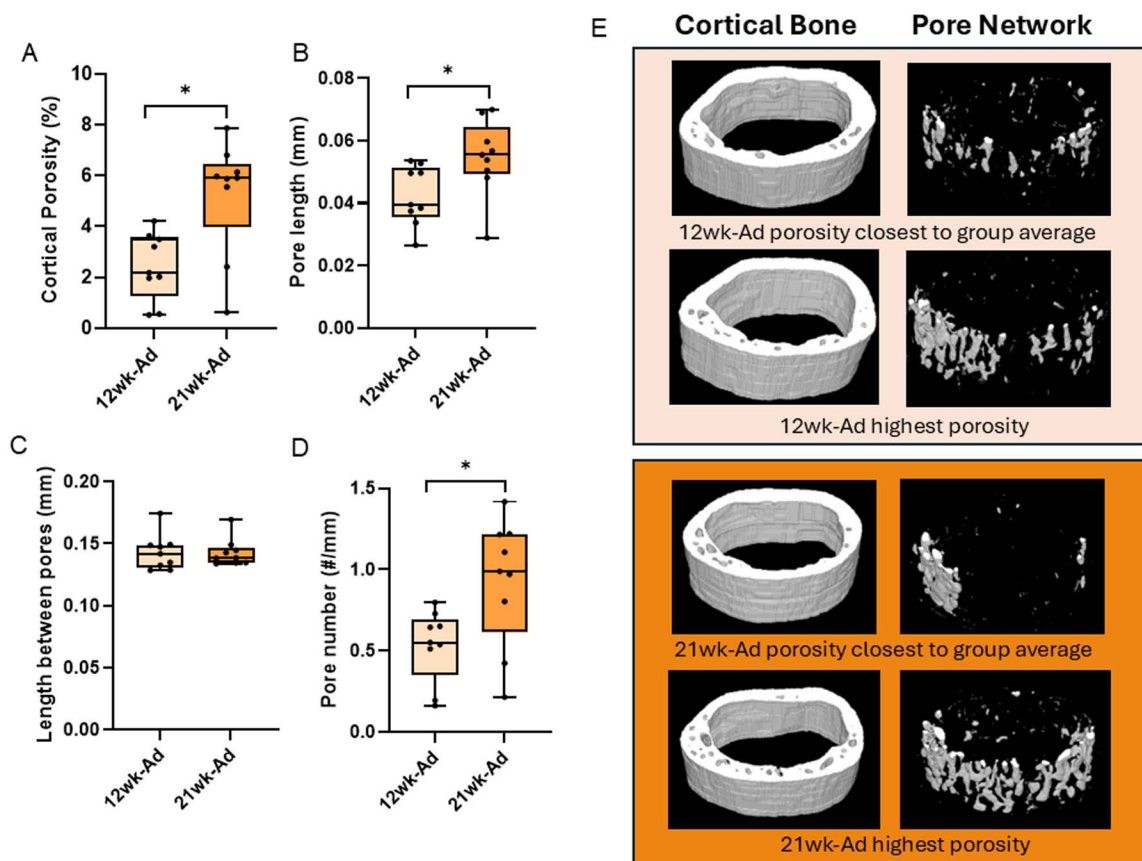 A
Cortical Porosity (%)
10
8
6
4
2
0
*
12wk-Ad
21wk-Ad
B
Pore length (mm)
0.08
0.06
0.04
0.02
0.00
*
12wk-Ad
21wk-Ad
C
Length between pores (mm)
0.20
0.15
0.10
0.05
0.00
12wk-Ad
21wk-Ad
D
Pore number (#/mm)
1.5
1.0
0.5
0.0
*
12wk-Ad
21wk-Ad
E
Cortical Bone Pore Network
12wk-Ad porosity closest to group average
12wk-Ad highest porosity
21wk-Ad porosity closest to group average
21wk-Ad highest porosity